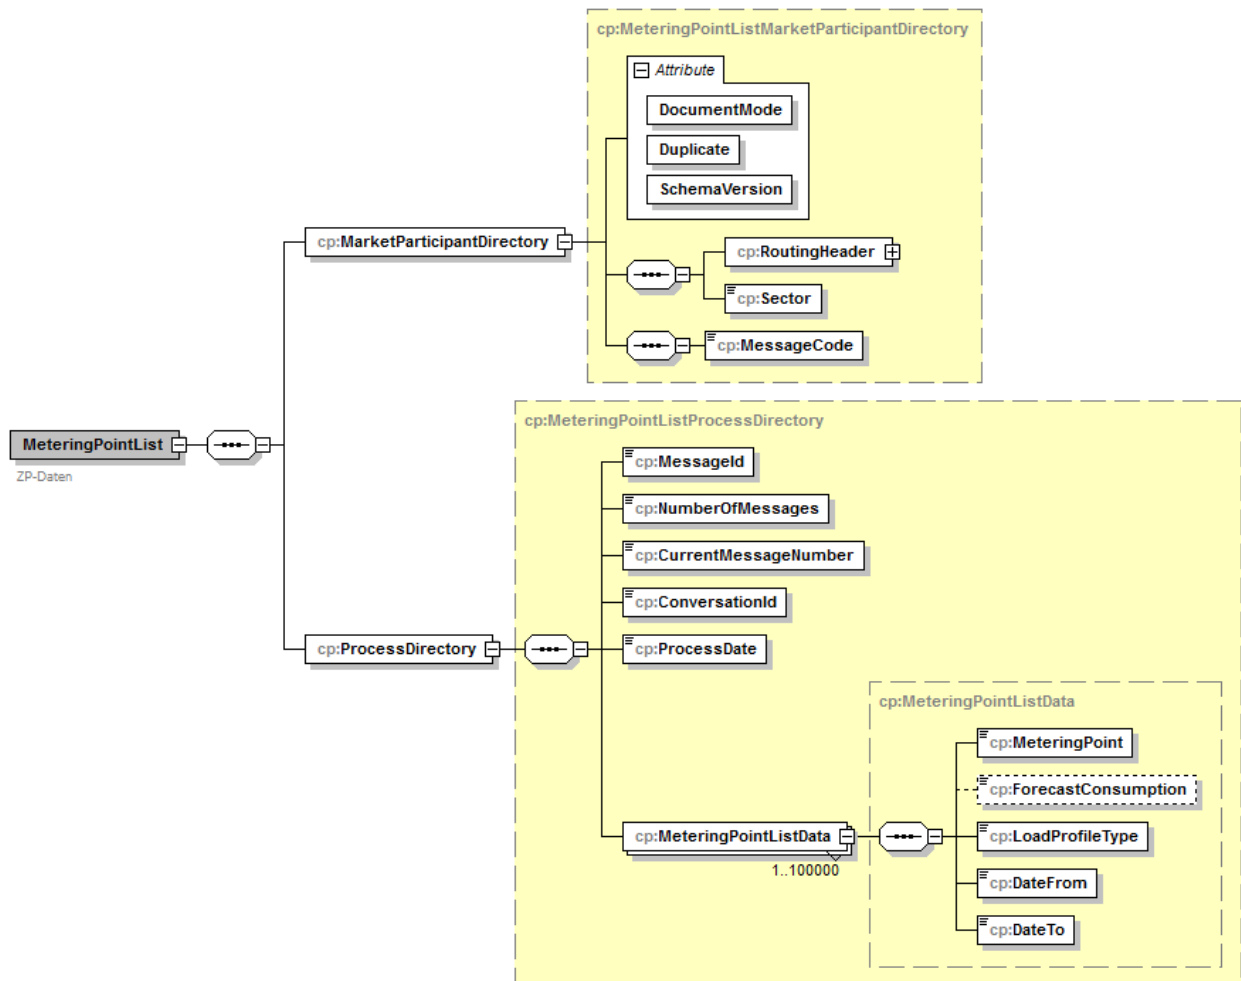 cp:MeteringPointListMarketParticipantDirectory
Attribute
DocumentMode
Duplicate
SchemaVersion
cp:MarketParticipantDirectory
cp:RoutingHeader
cp:Sector
cp:MessageCode
MeteringPointList
ZP-Daten
cp:MeteringPointListProcessDirectory
cp:MessageId
cp:NumberOfMessages
cp:CurrentMessageNumber
cp:ConversationId
cp:ProcessDirectory
cp:ProcessDate
cp:MeteringPointListData
1..100000
cp:MeteringPointListData
cp:MeteringPoint
cp:ForecastConsumption
cp:LoadProfileType
cp:DateFrom
cp:DateTo